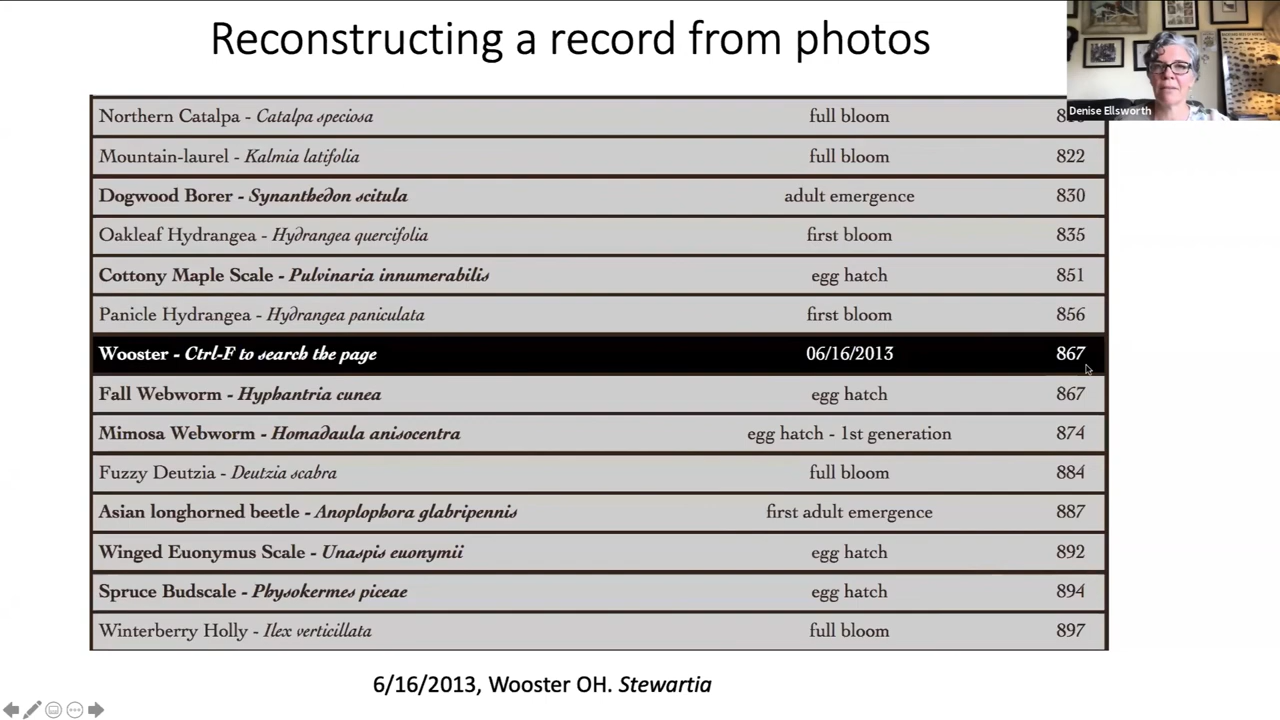 Reconstructing a record from photos
Denise Ellsworth
Northern Catalpa - Catalpa speciosa full bloom
Mountain-laurel - Kalmia latifolia full bloom 822
Dogwood Borer - Synanthedon scitula adult emergence 830
Oakleaf Hydrangea - Hydrangea quercifolia first bloom 835
Cottony Maple Scale - Pulvinaria innumerabilis egg hatch 851
Panicle Hydrangea - Hydrangea paniculata first bloom 856
Wooster - Ctrl-F to search the page 06/16/2013 867
Fall Webworm - Hyphantria cunea egg hatch 867
Mimosa Webworm - Homadaula anisocentra egg hatch - 1st generation 874
Fuzzy Deutzia - Deutzia scabra full bloom 884
Asian longhorned beetle - Anoplophora glabripennis first adult emergence 887
Winged Euonymus Scale - Unaspis euonymii egg hatch 892
Spruce Budscale - Physokermes piceae egg hatch 894
Winterberry Holly - Ilex verticillata full bloom 897
6/16/2013, Wooster OH. Stewartia